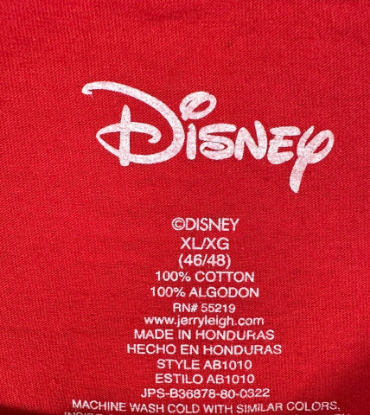 Disney
©DISNEY
XL/XG
(46/48)
100% COTTON
100% ALGODON
RN# 55219
www.jerryleigh.com
MADE IN HONDURAS
HECHO EN HONDURAS
STYLE AB1010
ESTILO AB1010
JPS-B36878-80-0322
MACHINE WASH COLD WITH SIMILAR COLORS,